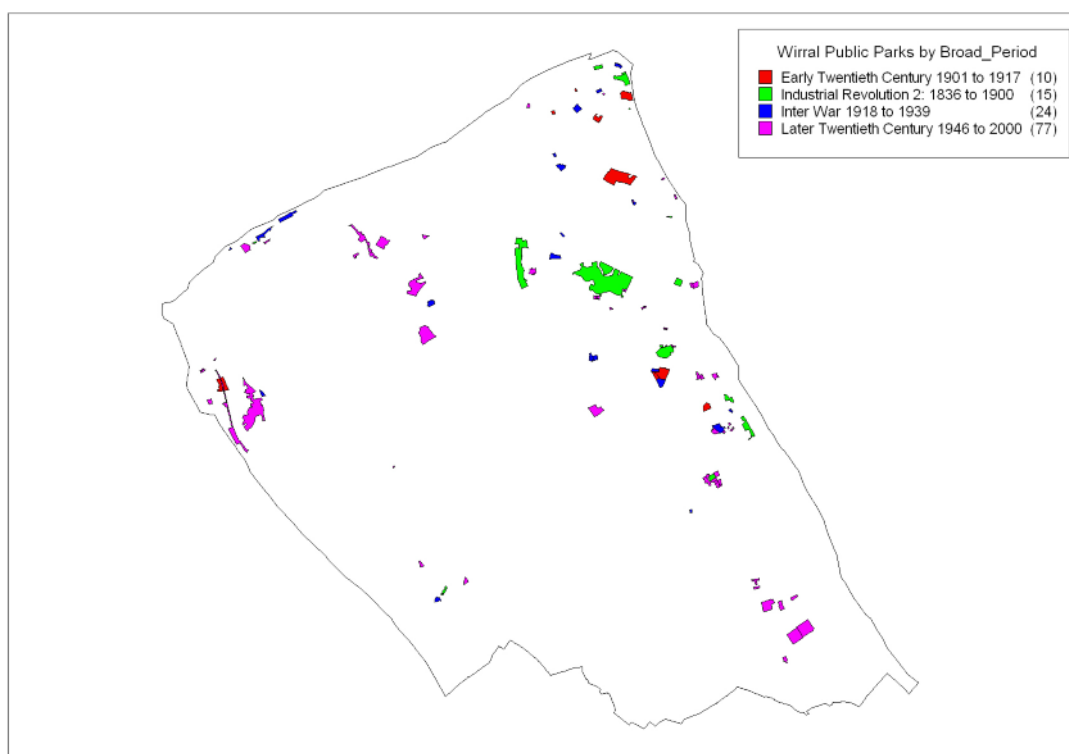 Wirral Public Parks by Broad_Period
Early Twentieth Century 1901 to 1917 (10)
Industrial Revolution 2: 1836 to 1900 (15)
Inter War 1918 to 1939 (24)
Later Twentieth Century 1946 to 2000 (77)